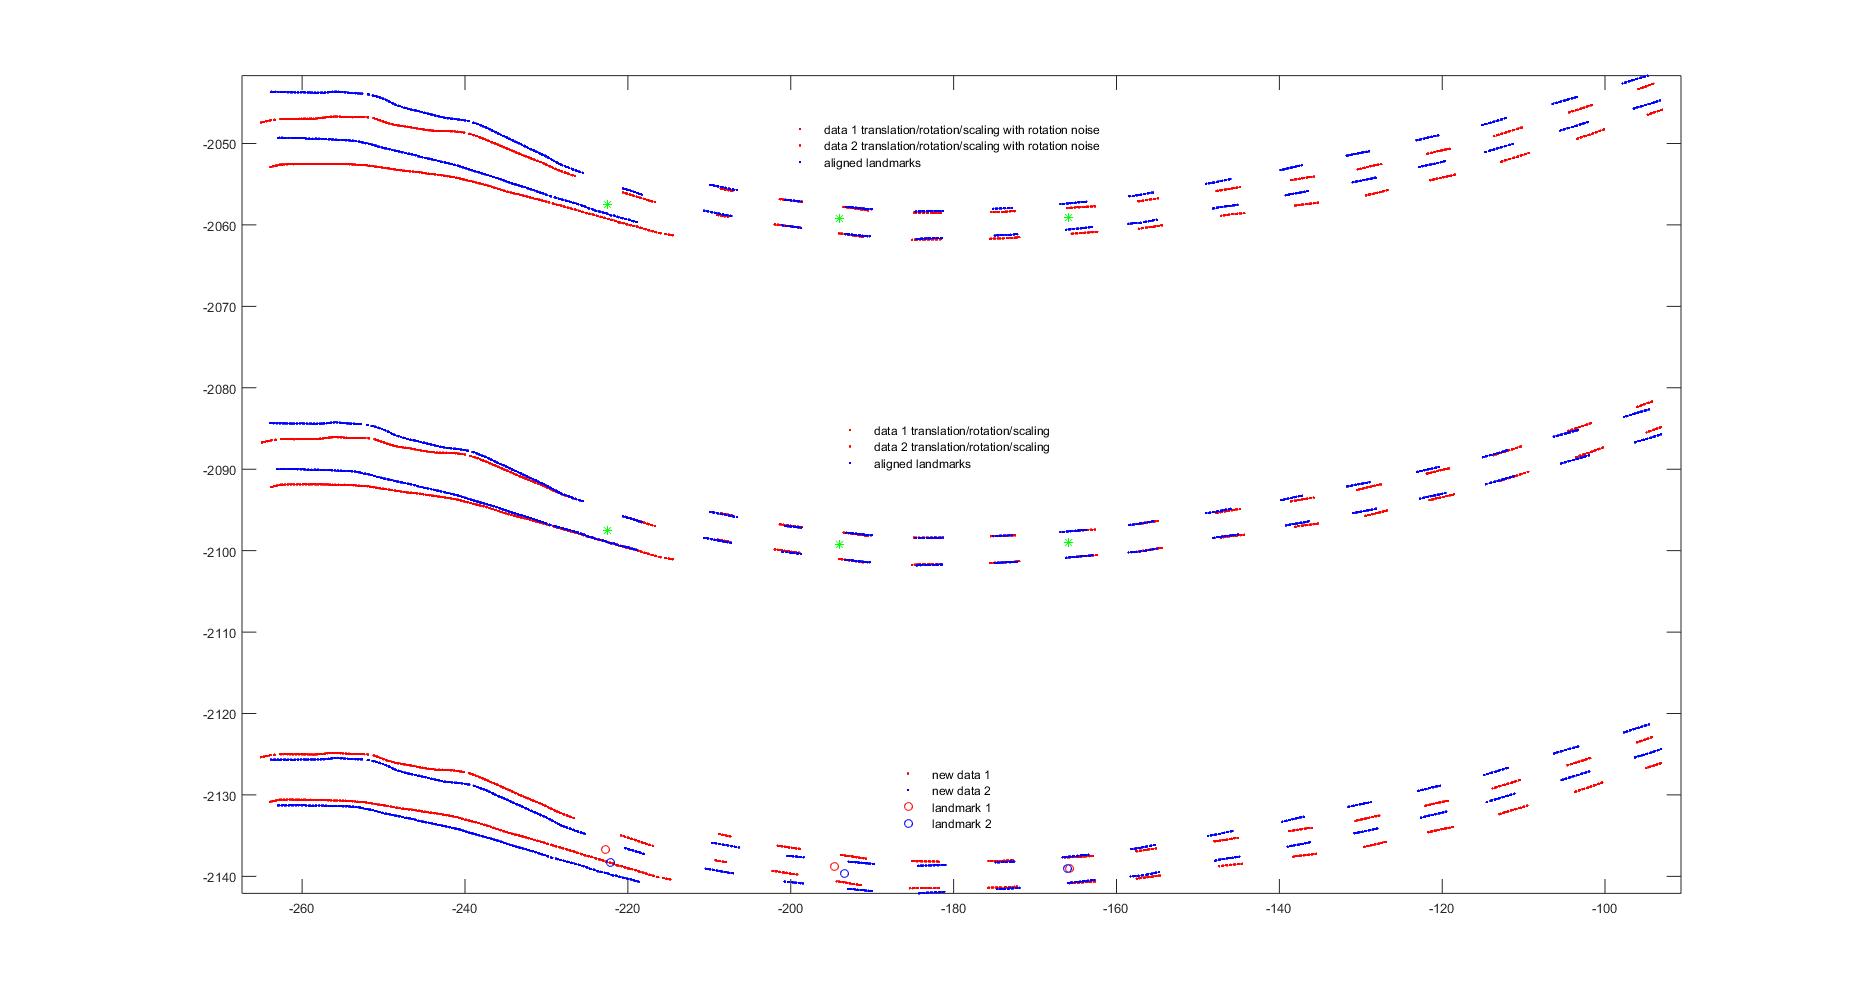 -2050
data 1 translation/rotation/scaling with rotation noise
data 2 translation/rotation/scaling with rotation noise
aligned landmarks
-2060
-2070
-2080
data 1 translation/rotation/scaling
data 2 translation/rotation/scaling
aligned landmarks
-2090
-2100
-2110
-2120
new data 1
new data 2
landmark 1
landmark 2
-2130
-2140
-260 -240 -220 -200 -180 -160 -140 -120 -100